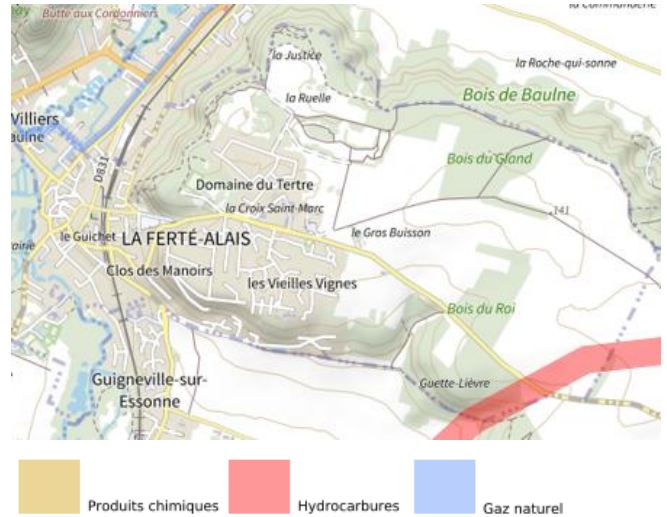 Butte aux Cordonniers
la Commanderie
la Justice
la Roche-qui-sonne
la Ruelle
Bois de Baulne
Villiers
D831
Bois du Gland
Domaine du Tertre
la Croix Saint-Marc
141
le Guichet
LA FERTÉ-ALAIS
le Gras Buisson
Clos des Manoirs
les Vieilles Vignes
Bois du Roi
Guette-Lièvre
Guigneville-sur-
Essonne
Produits chimiques
Hydrocarbures
Gaz naturel